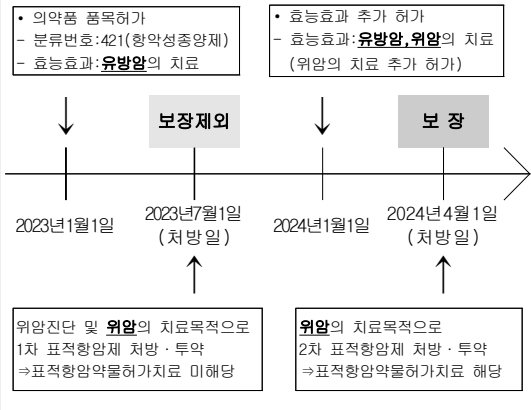 • 의약품 품목허가
- 분류번호:421(항악성종양제)
- 효능효과:유방암의 치료
• 효능효과 추가 허가
- 효능효과:유방암,위암의 치료
(위암의 치료 추가 허가)
보장제외
보 장
2023년1월1일
2023년7월1일
(처방일)
2024년1월1일
2024년4월1일
(처방일)
위암진단 및 위암의 치료목적으로
1차 표적항암제 처방·투약
⇒표적항암약물허가치료 미해당
위암의 치료목적으로
2차 표적항암제 처방·투약
⇒표적항암약물허가치료 해당